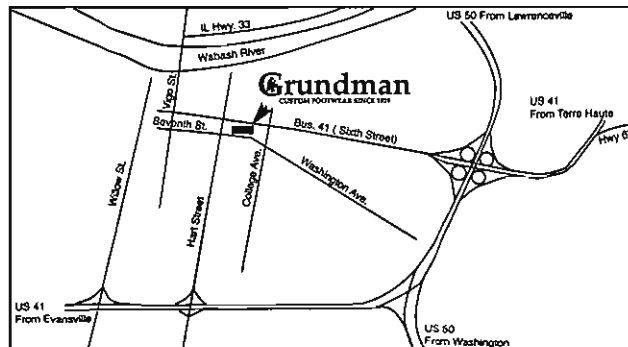 US 50 From Lawrenceville
IL Hwy. 33
Wabash River
Vigo St.
Grundman
CUSTOM FOOTWEAR SINCE
US 41
From Terre Haute
Hwy 6
Seventh St.
Bus. 41 ( Sixth Street)
Willow St.
Hart Street
College Ave.
Washington Ave.
US 41
From Evansville
US 50
From Washington